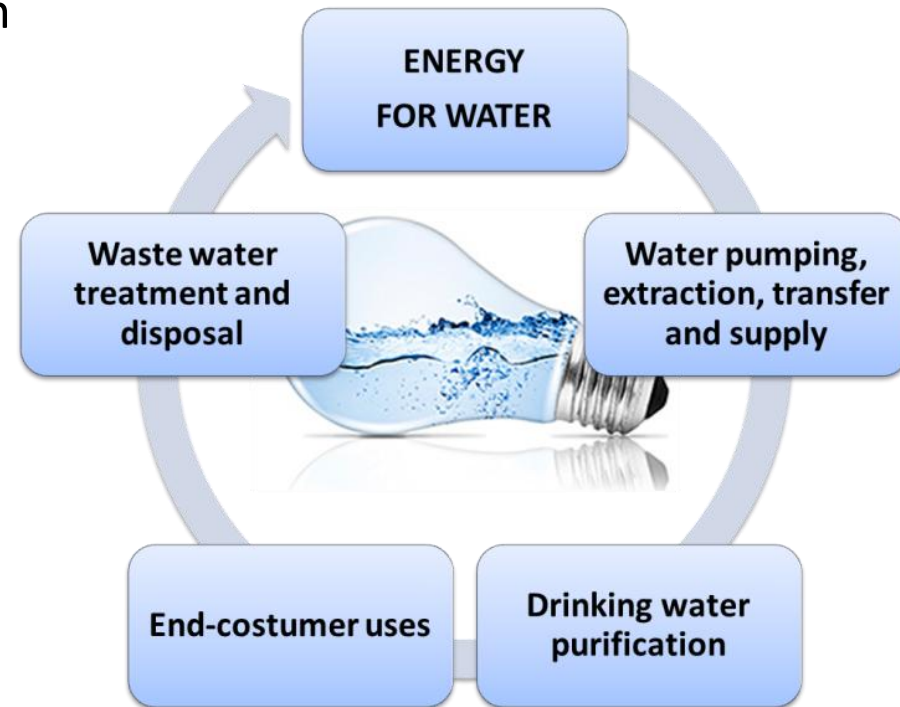 n
ENERGY
FOR WATER
Water pumping,
extraction, transfer
and supply
Drinking water
purification
End-costumer uses
Waste water
treatment and
disposal